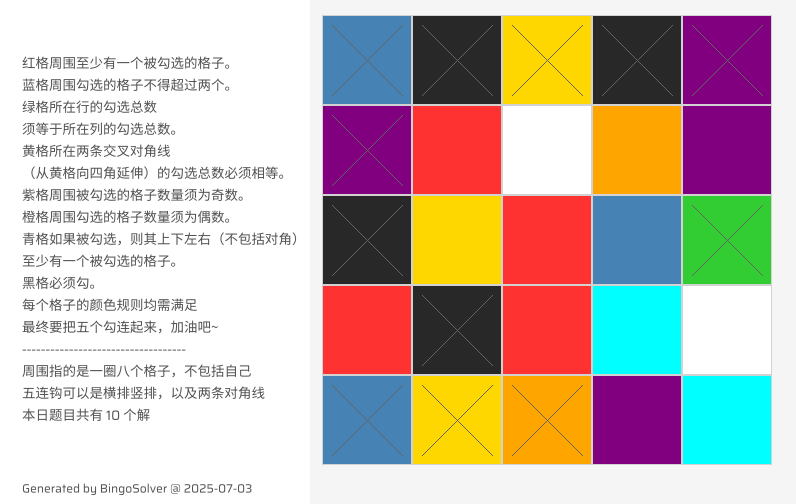 红格周围至少有一个被勾选的格子。
蓝格周围勾选的格子不得超过两个。
绿格所在行的勾选总数
须等于所在列的勾选总数。
黄格所在两条交叉对角线
（从黄格向四角延伸）的勾选总数必须相等。
紫格周围被勾选的格子数量须为奇数。
橙格周围勾选的格子数量须为偶数。
青格如果被勾选，则其上下左右（不包括对角）
至少有一个被勾选的格子。
黑格必须勾。
每个格子的颜色规则均需满足
最终要把五个勾连起来，加油吧~
-----------------------------------
周围指的是一圈八个格子，不包括自己
五连钩可以是横排竖排，以及两条对角线
本日题目共有 10 个解
Generated by BingoSolver @ 2025-07-03